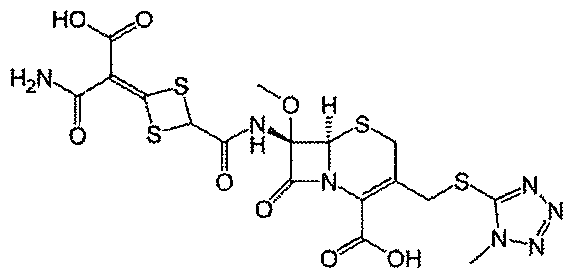 HO O
H₂N S H
O S H N O S
H
O O N S N N
N N
O OH